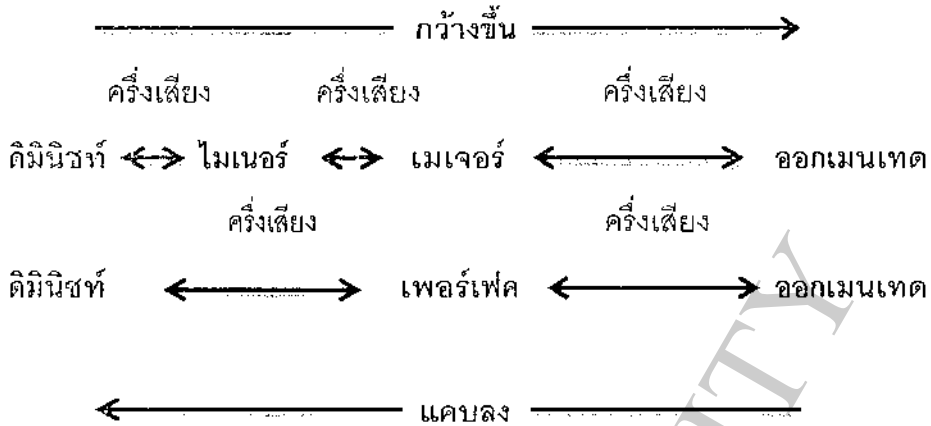 กว้างขึ้น
ครึ่งเสียง ครึ่งเสียง ครึ่งเสียง
ดิมินิชท์ ไมเนอร์ เมเจอร์ ออกเมนเทด
ครึ่งเสียง ครึ่งเสียง
ดิมินิชท์ เพอร์เฟค ออกเมนเทด
แคบลง
ITY